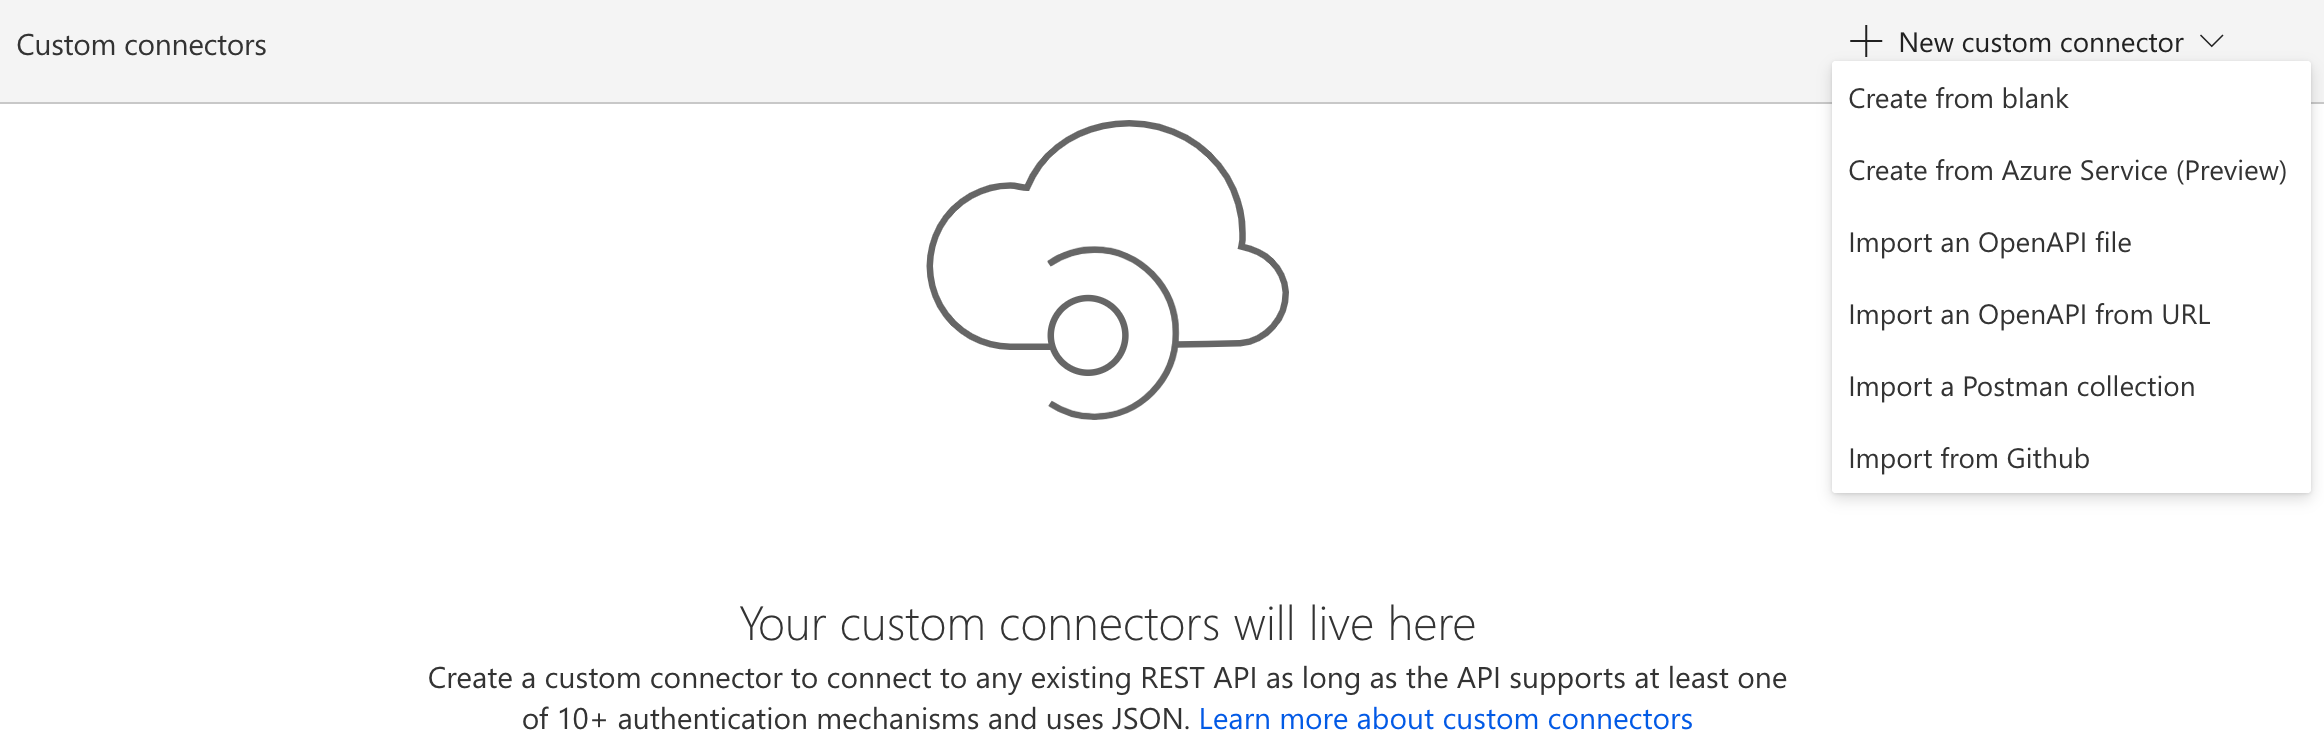 Custom connectors
New custom connector
Create from blank
Create from Azure Service (Preview)
Import an OpenAPI file
Import an OpenAPI from URL
Import a Postman collection
Import from Github
Your custom connectors will live here
Create a custom connector to connect to any existing REST API as long as the API supports at least one
of 10+ authentication mechanisms and uses JSON. Learn more about custom connectors